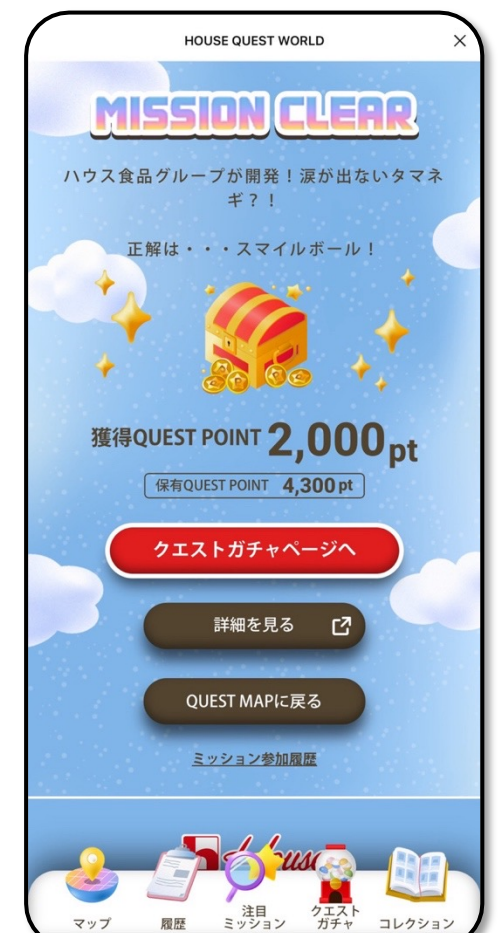 HOUSE QUEST WORLD
MISSION CLEAR
ハウス食品グループが開発！涙が出ないタマネ
ギ？！
正解は・・・スマイルボール！
獲得QUEST POINT 2,000pt
保有QUEST POINT 4,300pt
クエストガチャページへ
詳細を見る
QUEST MAPに戻る
ミッション参加履歴
House
マップ
履歴
注目
ミッション
クエスト
ガチャ
コレクション